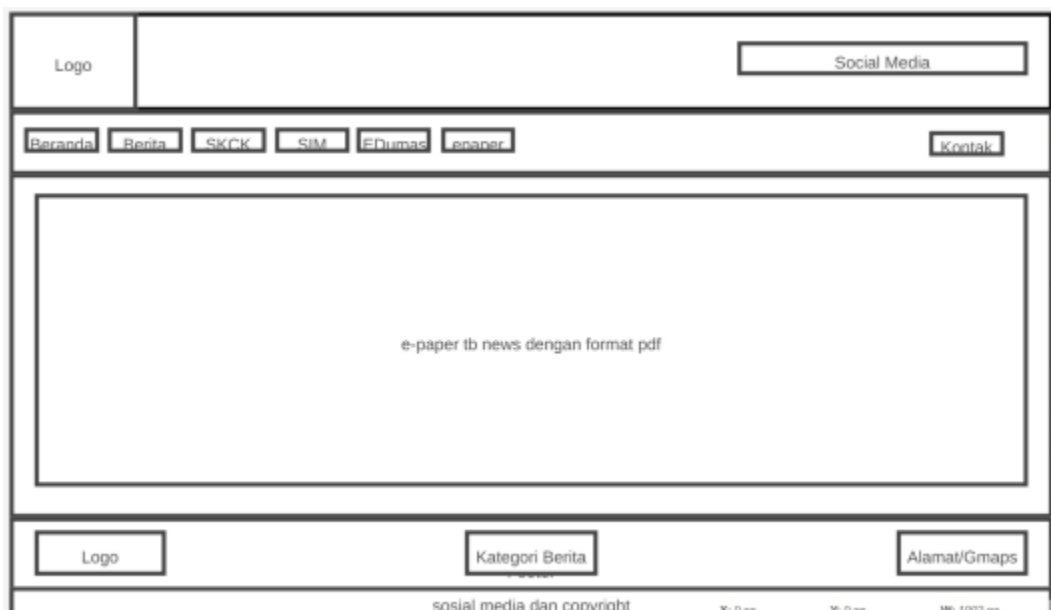 Logo
Social Media
Beranda Berita SKCK SIM EDumas epaper Kontak
e-paper tb news dengan format pdf
Logo Kategori Berita Alamat/Gmaps
Footer
sosial media dan copyright